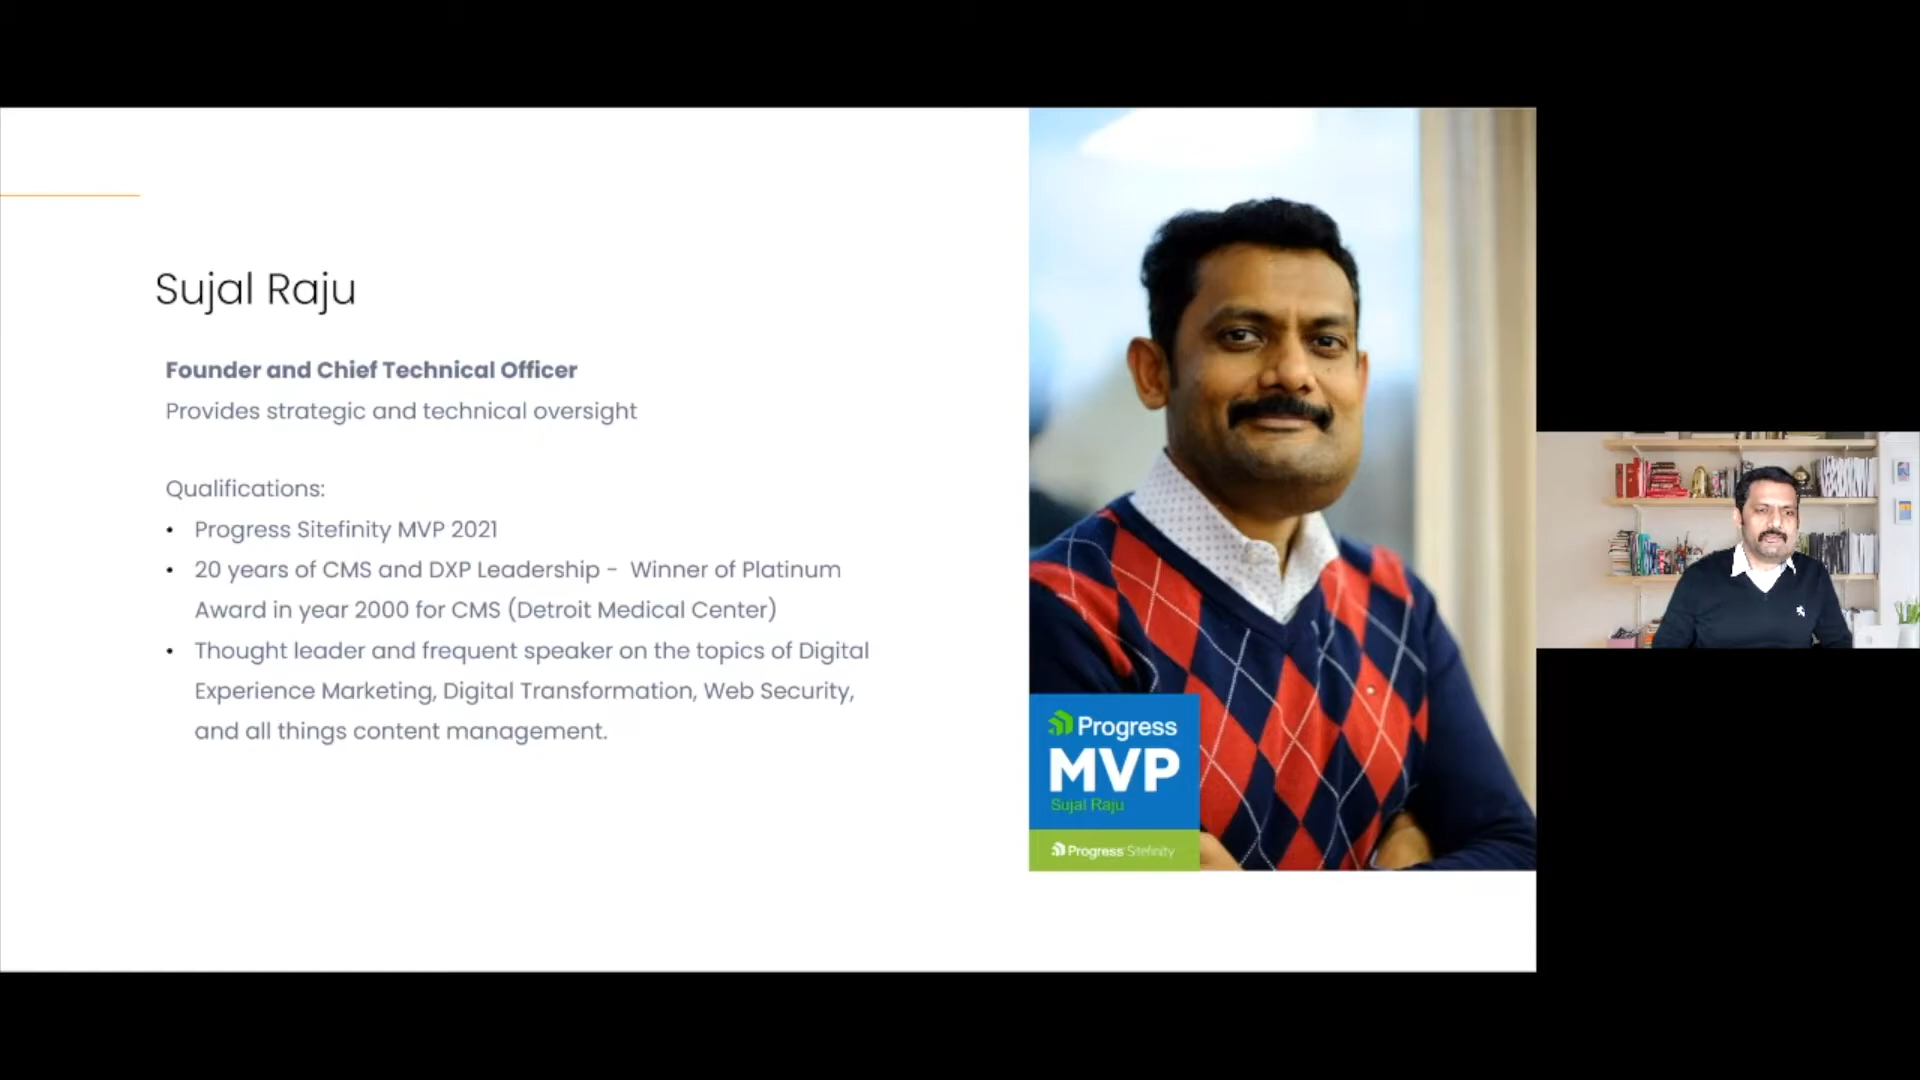 Sujal Raju
Founder and Chief Technical Officer
Provides strategic and technical oversight
Qualifications:
• Progress Sitefinity MVP 2021
• 20 years of CMS and DXP Leadership - Winner of Platinum
Award in year 2000 for CMS (Detroit Medical Center)
• Thought leader and frequent speaker on the topics of Digital
Experience Marketing, Digital Transformation, Web Security,
and all things content management.
Progress
MVP
Sujal Raju
Progress Sitefinity